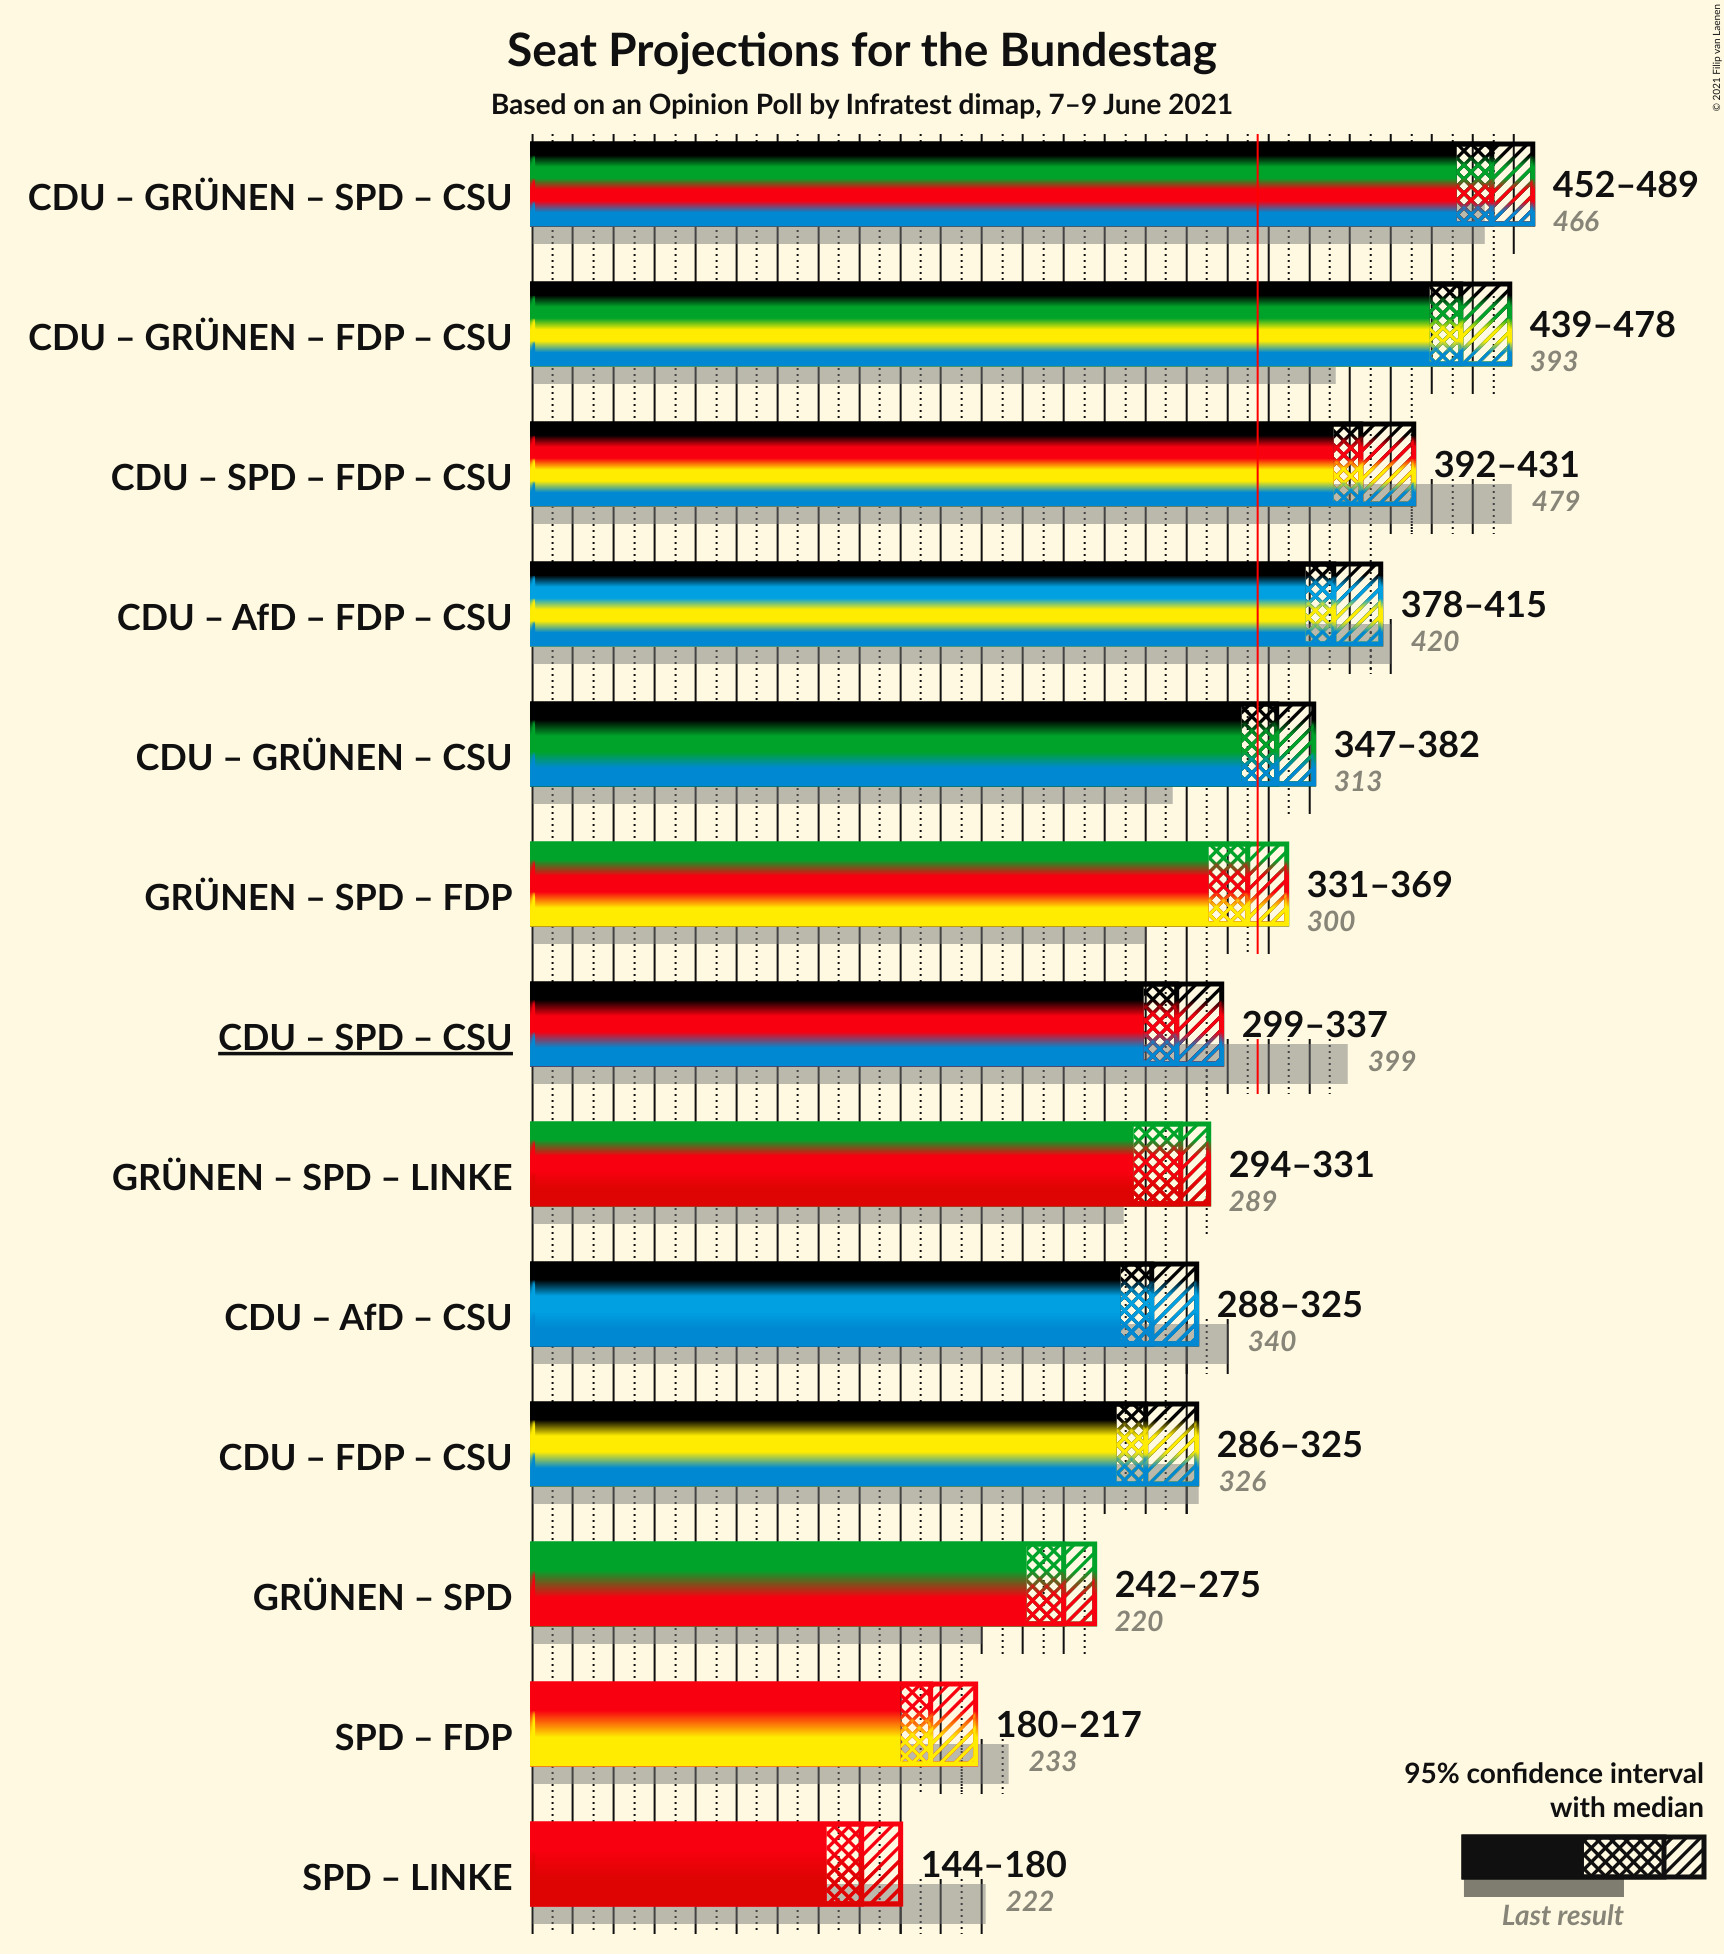 Seat Projections for the Bundestag
Based on an Opinion Poll by Infratest dimap, 7–9 June 2021
© 2021 Filip van Laenen
CDU – GRÜNEN – SPD – CSU
452–489
466
CDU – GRÜNEN – FDP – CSU
439–478
393
CDU – SPD – FDP – CSU
392–431
479
CDU – AfD – FDP – CSU
378–415
420
CDU – GRÜNEN – CSU
347–382
313
GRÜNEN – SPD – FDP
331–369
300
CDU – SPD – CSU
299–337
399
GRÜNEN – SPD – LINKE
294–331
289
CDU – AfD – CSU
288–325
340
CDU – FDP – CSU
286–325
326
GRÜNEN – SPD
242–275
220
SPD – FDP
180–217
233
SPD – LINKE
144–180
222
95% confidence interval
with median
Last result